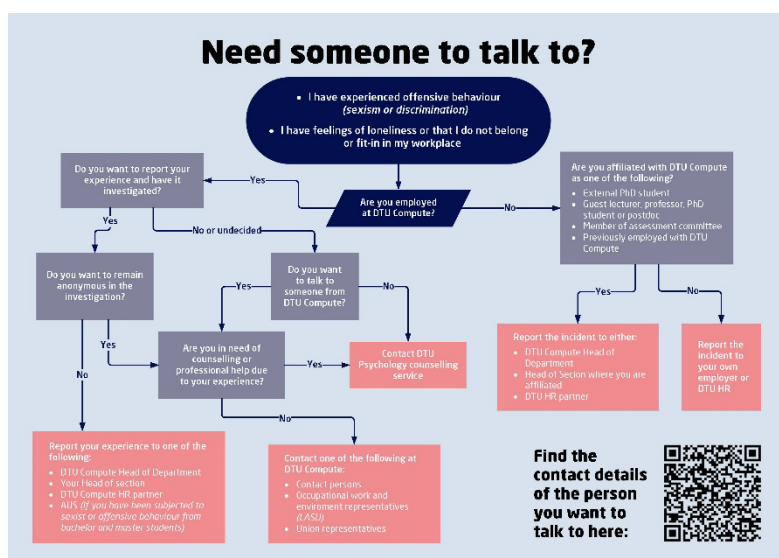 Need someone to talk to?
• I have experienced offensive behaviour
(sexism or discrimination)
• I have feelings of loneliness or that I do not belong
or fit-in in my workplace
Are you employed
at DTU Compute?
Yes
No
Do you want to report your
experience and have it
investigated?
Yes
No or undecided
Are you affiliated with DTU Compute
as one of the following?
• External PhD student
• Guest lecturer, professor, PhD
student or postdoc
• Member of assessment committee
• Previously employed with DTU
Compute
Do you want to remain
anonymous in the
investigation?
Do you want
to talk to
someone from
DTU Compute?
Yes
No
Yes
No
Yes
No
Are you in need of
counselling or
professional help due
to your experience?
Yes
No
Contact DTU
Psychology counselling
service
Report the incident to either:
• DTU Compute Head of
Department
• Head of Secion where you are
affiliated
• DTU HR partner
Report the
incident to
your own
employer or
DTU HR
Report your experience to one of the
following:
• DTU Compute Head of Department
• Your Head of section
• DTU Compute HR partner
• AUS (if you have been subjected to
sexist or offensive behaviour from
bachelor and master students)
Contact one of the following at
DTU Compute:
• Contact persons
• Occupational work and
enviroment representatives
(LASU)
• Union representatives
Find the
contact details
of the person
you want to
talk to here: